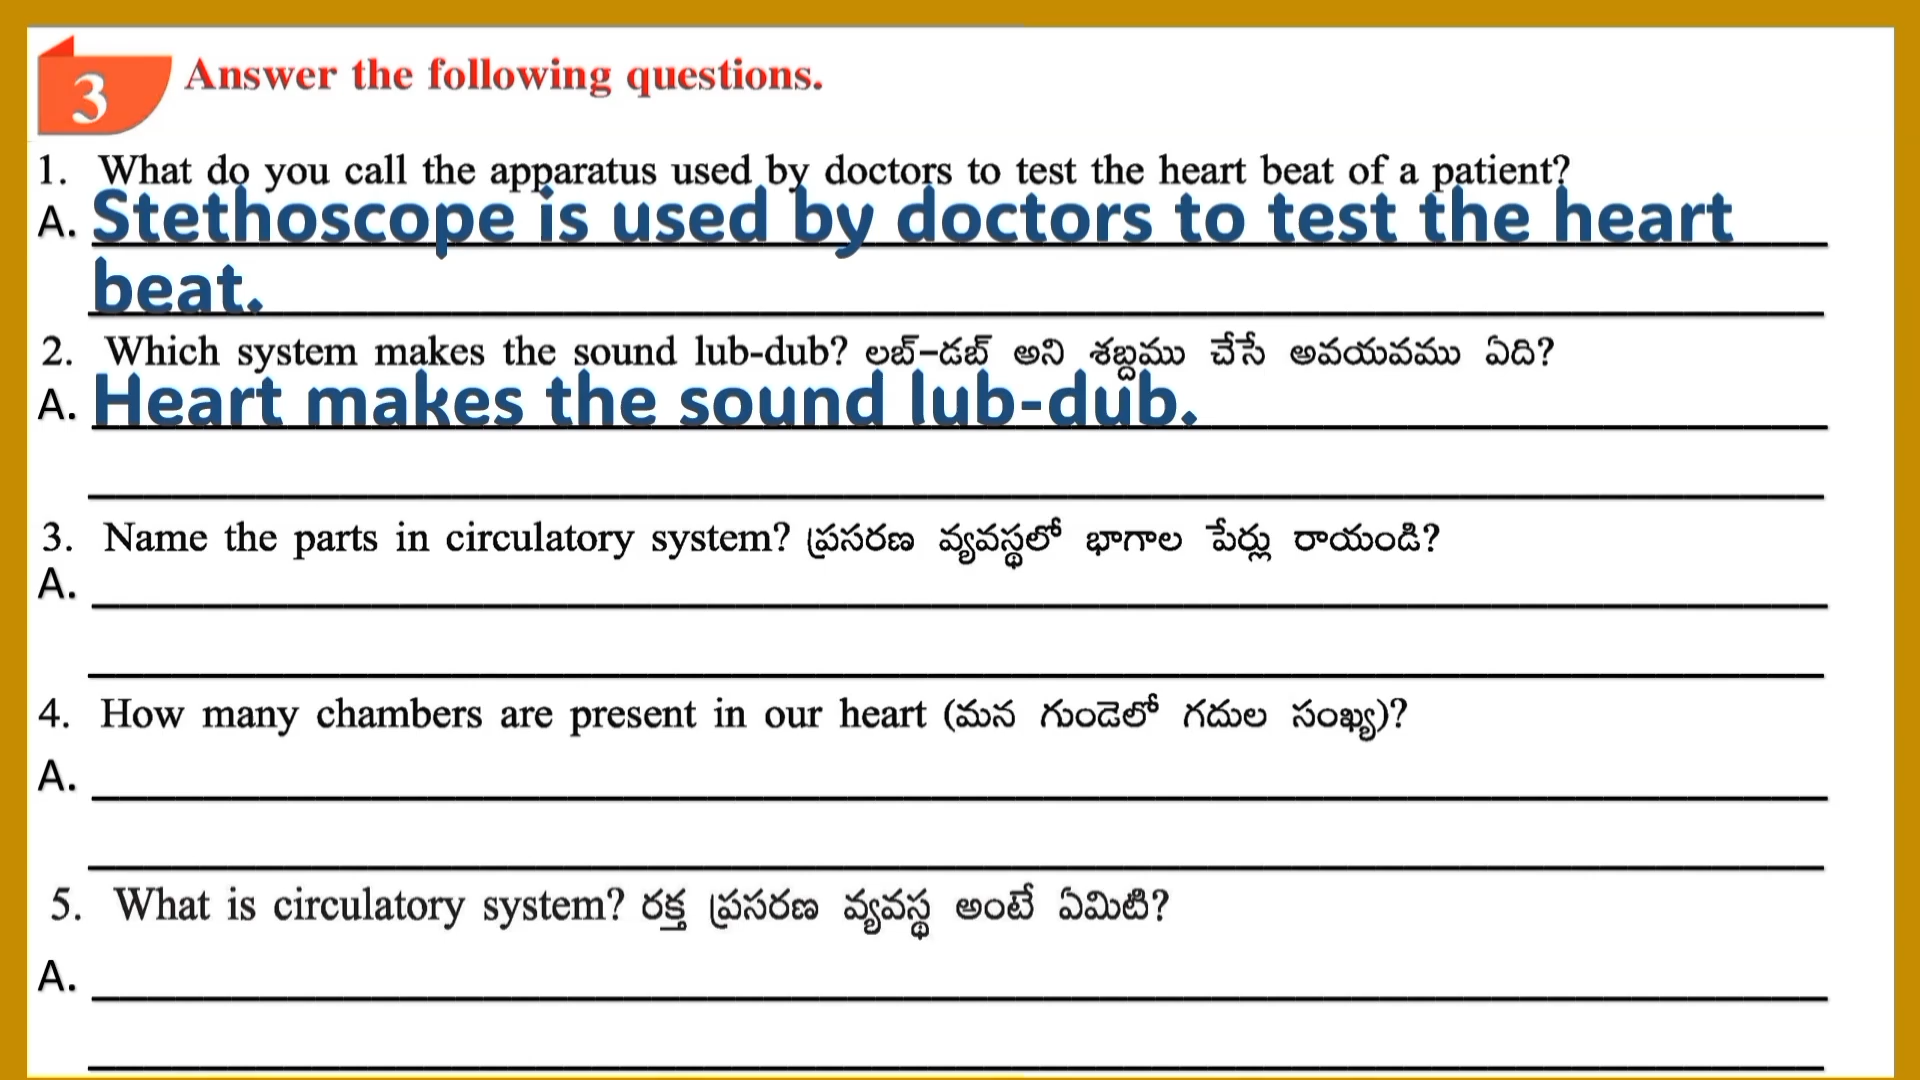 3 Answer the following questions.
1. What do you call the apparatus used by doctors to test the heart beat of a patient?
A. Stethoscope is used by doctors to test the heart
beat.
2. Which system makes the sound lub-dub? లబ్-డబ్ అని శబ్దము చేసే అవయవము ఏది?
A. Heart makes the sound lub-dub.
3. Name the parts in circulatory system? ప్రసరణ వ్యవస్థలో భాగాల పేర్లు రాయండి?
A.
4. How many chambers are present in our heart (మన గుండెలో గదుల సంఖ్య)?
A.
5. What is circulatory system? రక్త ప్రసరణ వ్యవస్థ అంటే ఏమిటి?
A.